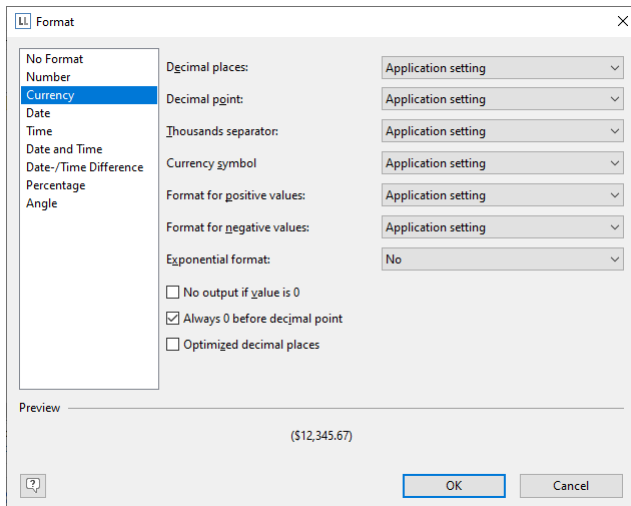 LL Format
No Format
Number
Currency
Date
Time
Date and Time
Date-/Time Difference
Percentage
Angle
Decimal places: Application setting
Decimal point: Application setting
Thousands separator: Application setting
Currency symbol Application setting
Format for positive values: Application setting
Format for negative values: Application setting
Exponential format: No
No output if value is 0
Always 0 before decimal point
Optimized decimal places
Preview
($12,345.67)
? OK Cancel